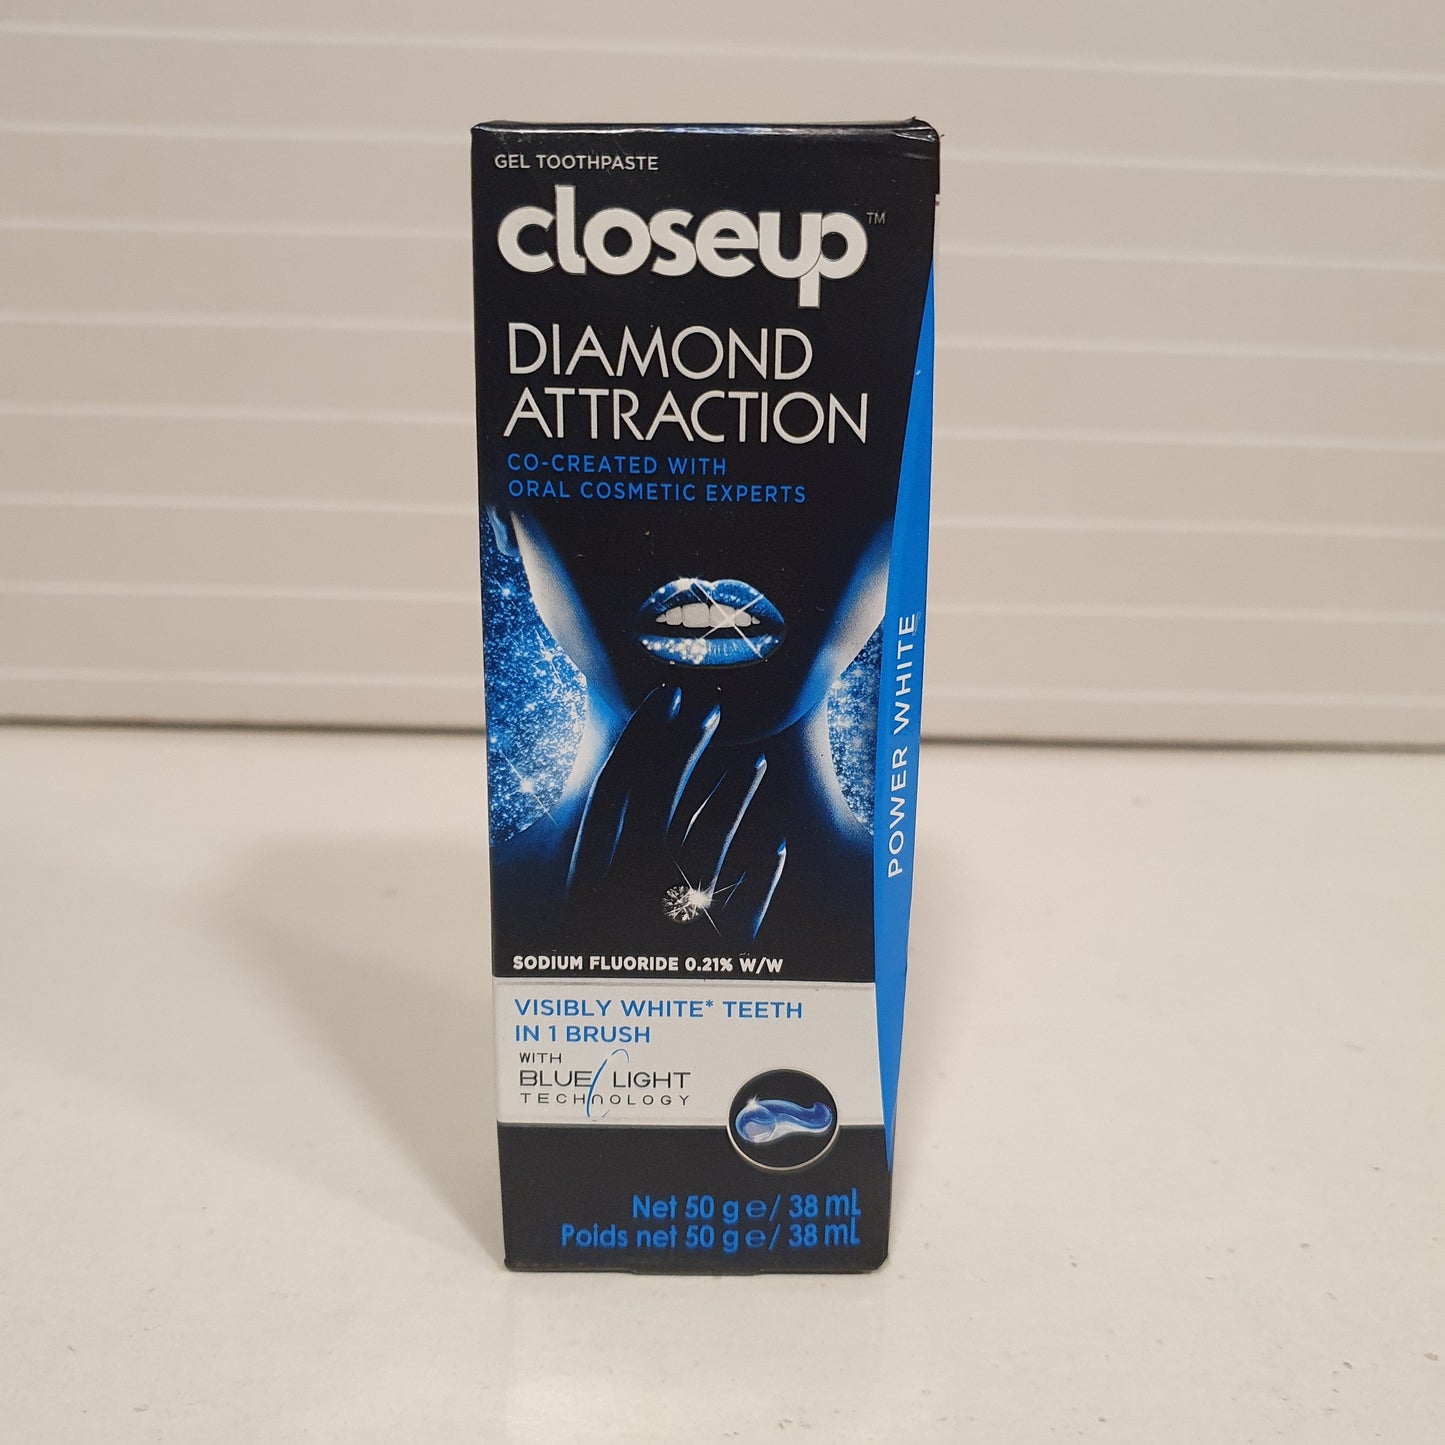 GEL TOOTHPASTE
closeup™
DIAMOND
ATTRACTION
CO-CREATED WITH
ORAL COSMETIC EXPERTS
POWER WHITE
SODIUM FLUORIDE 0.21% W/W
VISIBLY WHITE* TEETH
IN 1 BRUSH
WITH
BLUE LIGHT
TECHNOLOGY
Net 50 g ℮/ 38 mL
Poids net 50 g ℮/ 38 mL